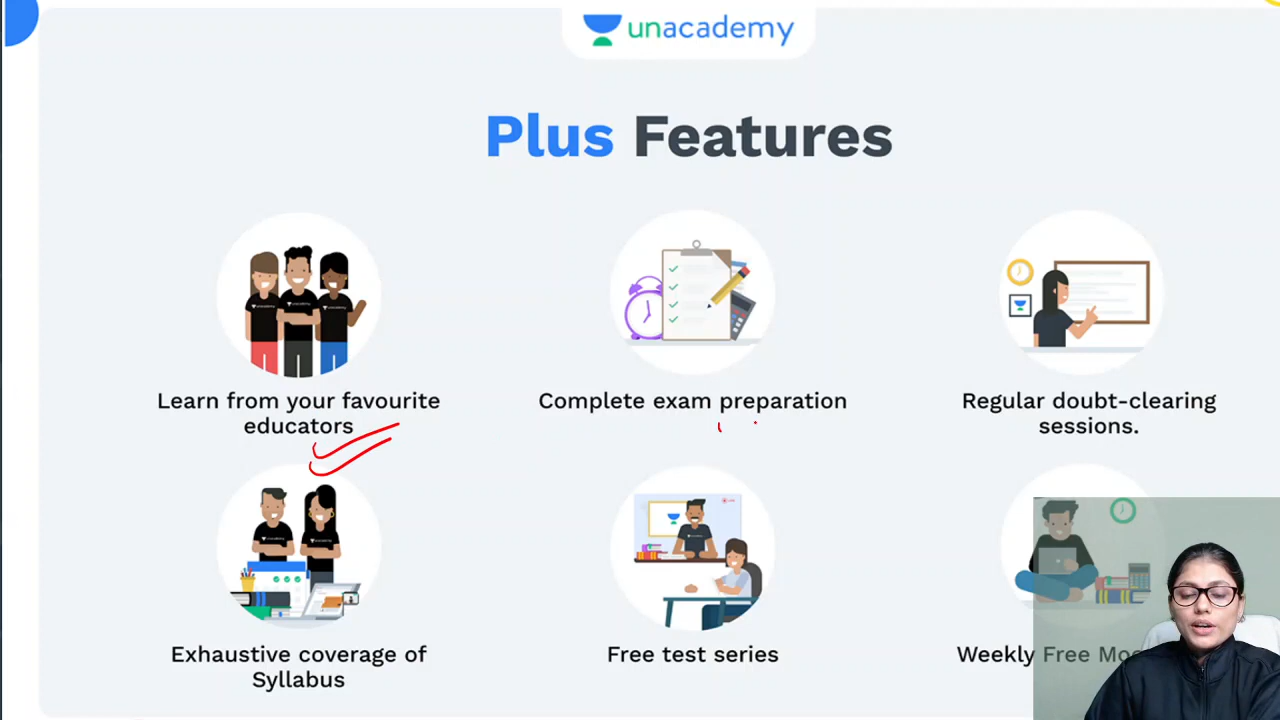 unacademy
Plus Features
Learn from your favourite
educators
Complete exam preparation
Regular doubt-clearing
sessions.
Exhaustive coverage of
Syllabus
Free test series
Weekly Free